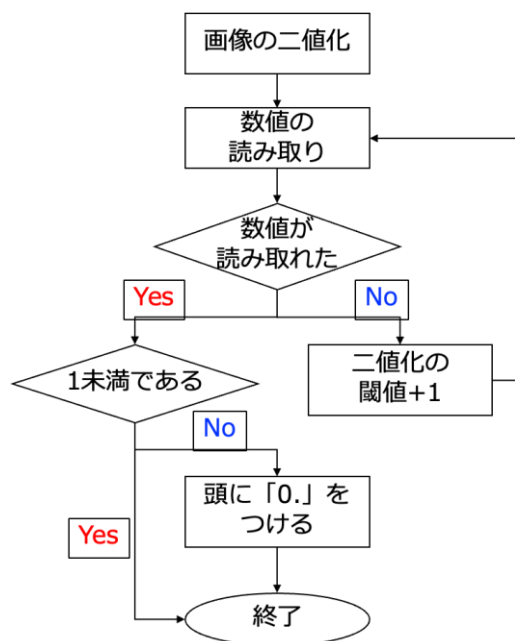 画像の二値化
数値の
読み取り
数値が
読み取れた
Yes
No
1未満である
二値化の
閾値+1
No
頭に「0.」を
つける
Yes
終了